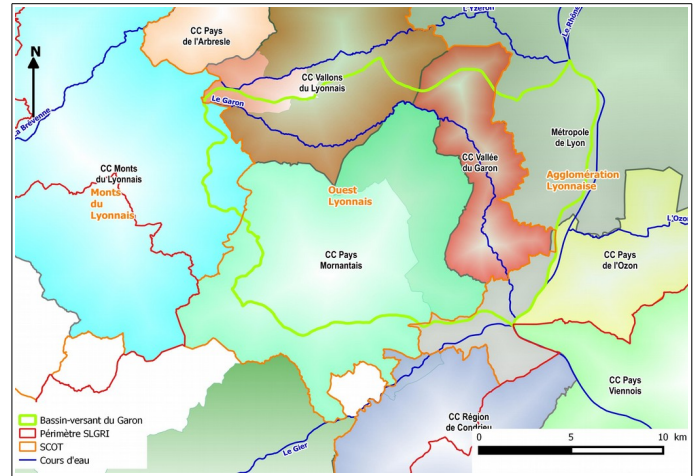 CC Pays
de l'Arbresle
L'Yzeron
Le Rhône
N
CC Vallons
du Lyonnais
La Brévenne
Le Garon
Métropole
de Lyon
CC Monts
du Lyonnais
CC Vallée
du Garon
Agglomération
Lyonnaise
Monts
du
Lyonnais
Ouest
Lyonnais
L'Ozon
CC Pays
Mornantais
CC Pays
de l'Ozon
CC Pays
Viennois
Bassin-versant du Garon
Périmètre SLGRI
SCOT
Cours d'eau
Le Gier
CC Région
de Condrieu
0 5 10 km